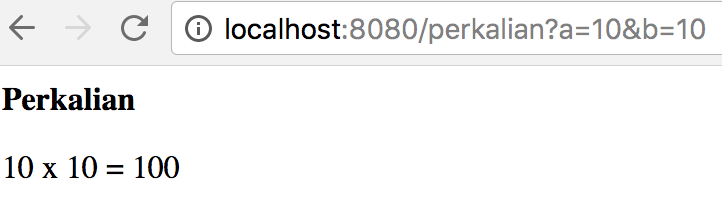 localhost:8080/perkalian?a=10&b=10
Perkalian
10 x 10 = 100